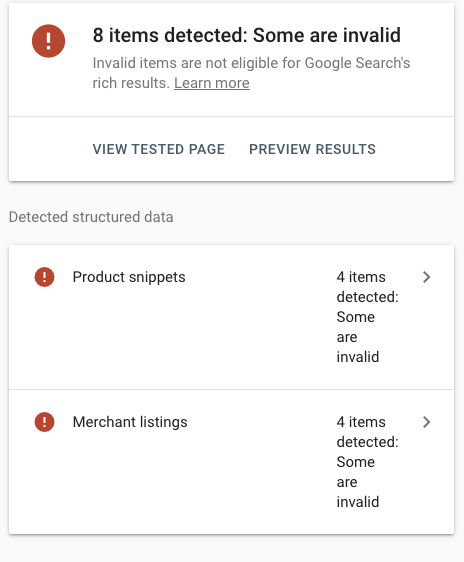 8 items detected: Some are invalid
Invalid items are not eligible for Google Search's
rich results. Learn more
VIEW TESTED PAGE PREVIEW RESULTS
Detected structured data
Product snippets
4 items
detected:
Some
are
invalid
Merchant listings
4 items
detected:
Some
are
invalid